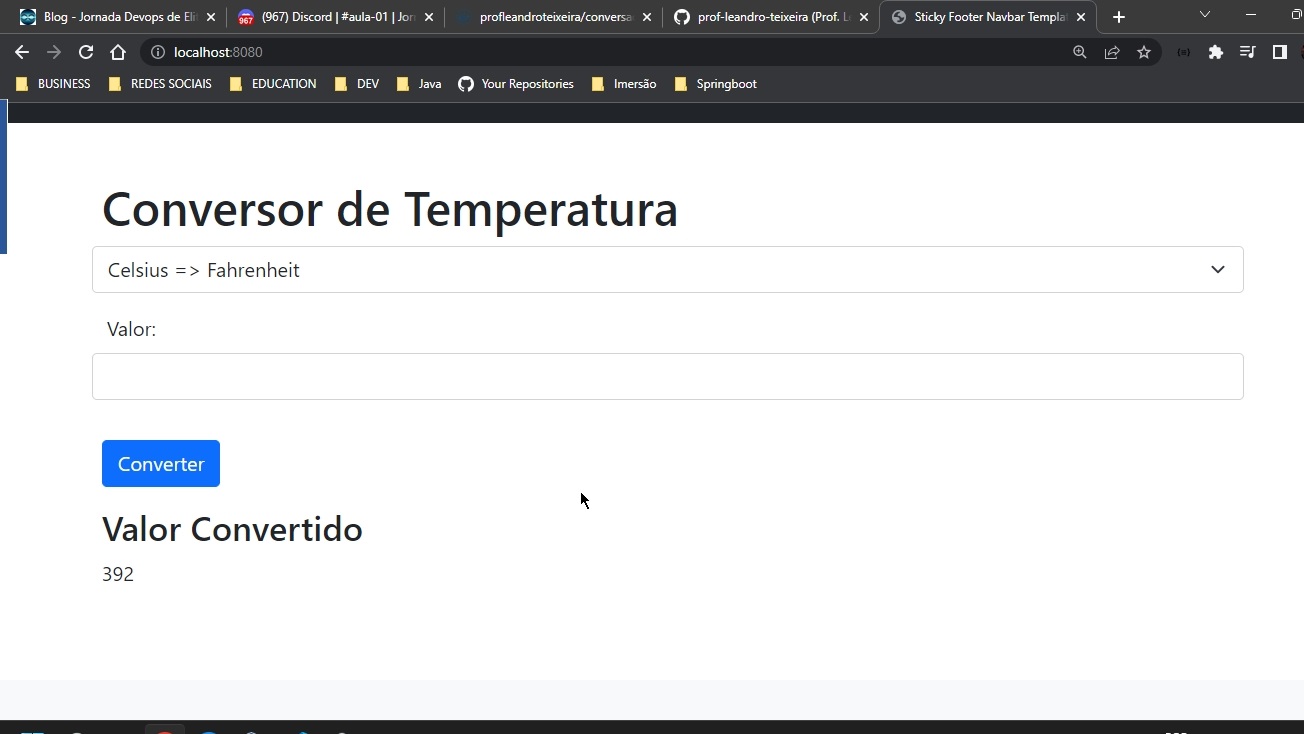 Blog - Jornada Devops de Eli
967 (967) Discord | #aula-01 | Jor
profleandroteixeira/conversa
prof-leandro-teixeira (Prof. L
Sticky Footer Navbar Templa
localhost:8080
BUSINESS REDES SOCIAIS EDUCATION DEV Java Your Repositories Imersão Springboot
Conversor de Temperatura
Celsius => Fahrenheit
Valor:
Converter
Valor Convertido
392